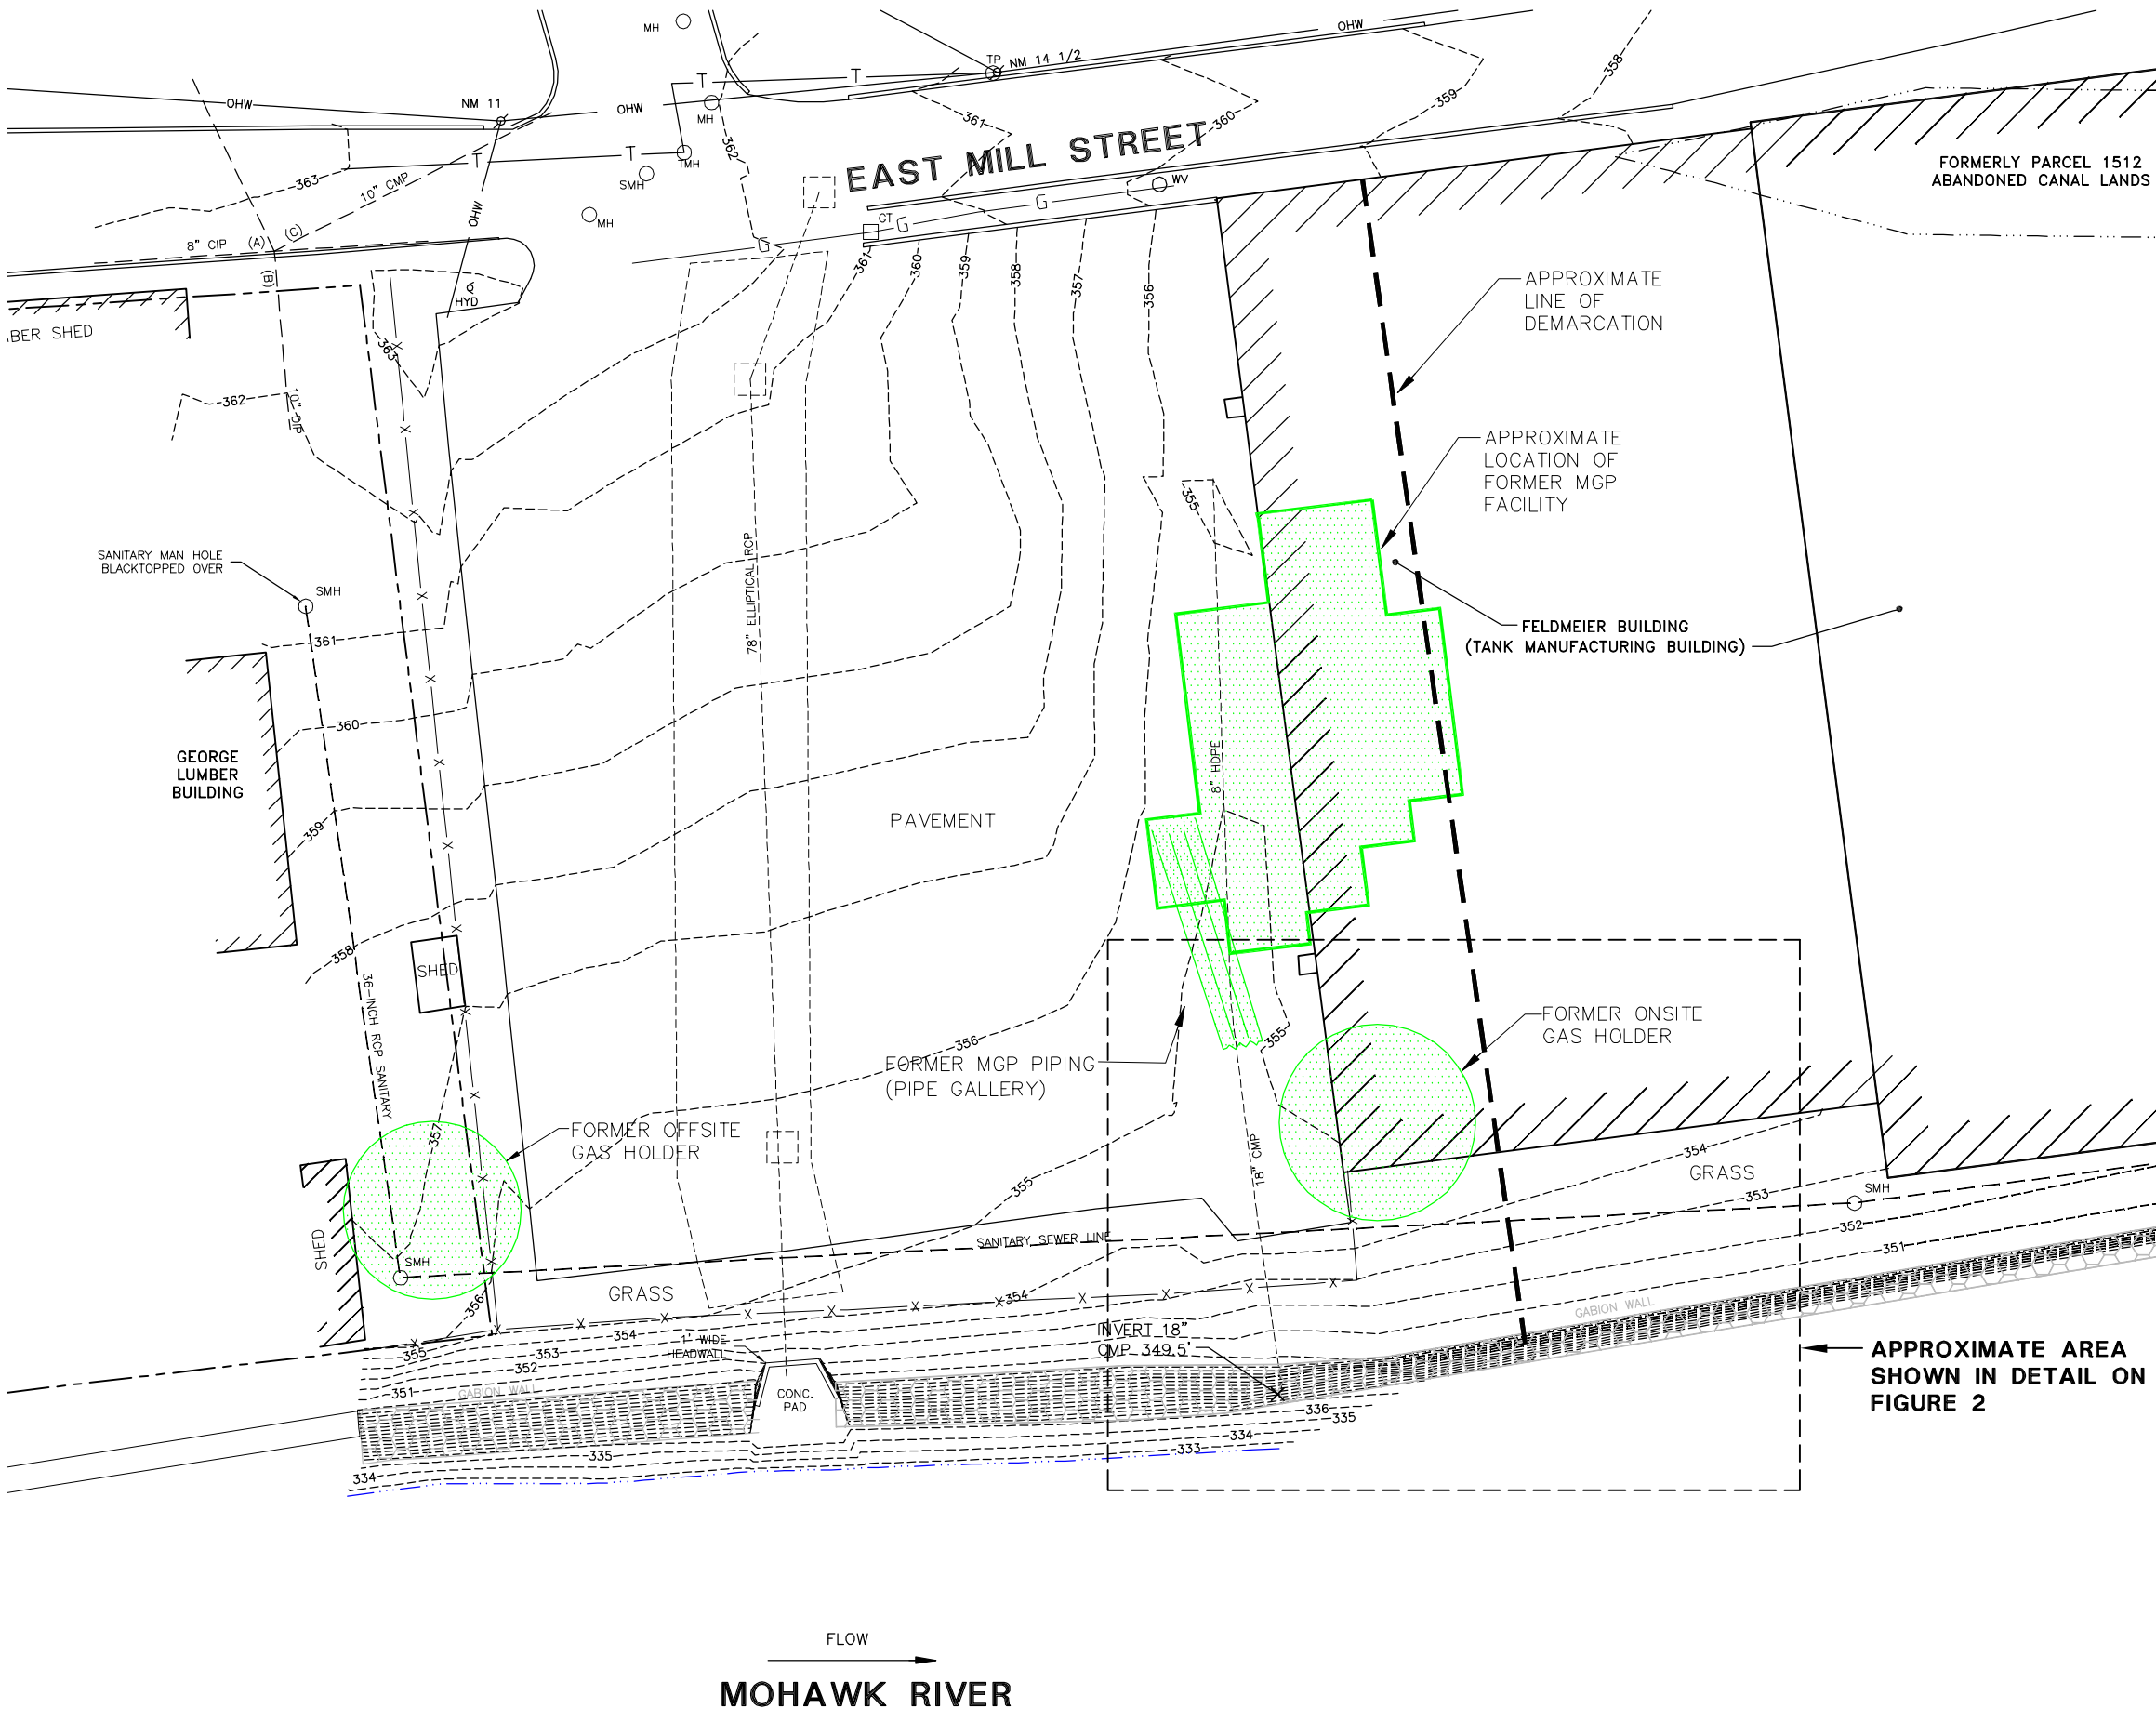 MH
OHW
TP
NM 14 1/2
T
T
358
OHW
NM 11
OHW
MH
361
359
360
362
EAST MILL STREET
T
T
TMH
SMH
363
10" CMP
WV
FORMERLY PARCEL 1512
ABANDONED CANAL LANDS
OHW
MH
GT
G
G
G
8" CIP
(A)
(C)
(B)
361
360
359
358
357
356
HYD
APPROXIMATE
LINE OF
DEMARCATION
BER SHED
363
X
362
10" DIP
X
APPROXIMATE
LOCATION OF
FORMER MGP
FACILITY
355
X
SANITARY MAN HOLE
BLACKTOPPED OVER
SMH
78" ELLIPTICAL RCP
X
FELDMEIER BUILDING
(TANK MANUFACTURING BUILDING)
361
X
360
GEORGE
LUMBER
BUILDING
X
8" HDPE
359
PAVEMENT
X
358
X
SHED
36-INCH RCP SANITARY
X
FORMER ONSITE
GAS HOLDER
356
355
FORMER MGP PIPING
(PIPE GALLERY)
X
357
FORMER OFFSITE
GAS HOLDER
18" CMP
354
GRASS
355
X
SMH
353
352
351
SHED
SANITARY SEWER LINE
SMH
X
GRASS
356
354
X X X X X X X X X X
GABION WALL
354
1' WIDE
HEADWALL
INVERT 18"
CMP 349.5'
355
353
352
351
GABION WALL
CONC.
PAD
APPROXIMATE AREA
SHOWN IN DETAIL ON
FIGURE 2
336
335
334
333
335
334
FLOW
MOHAWK RIVER